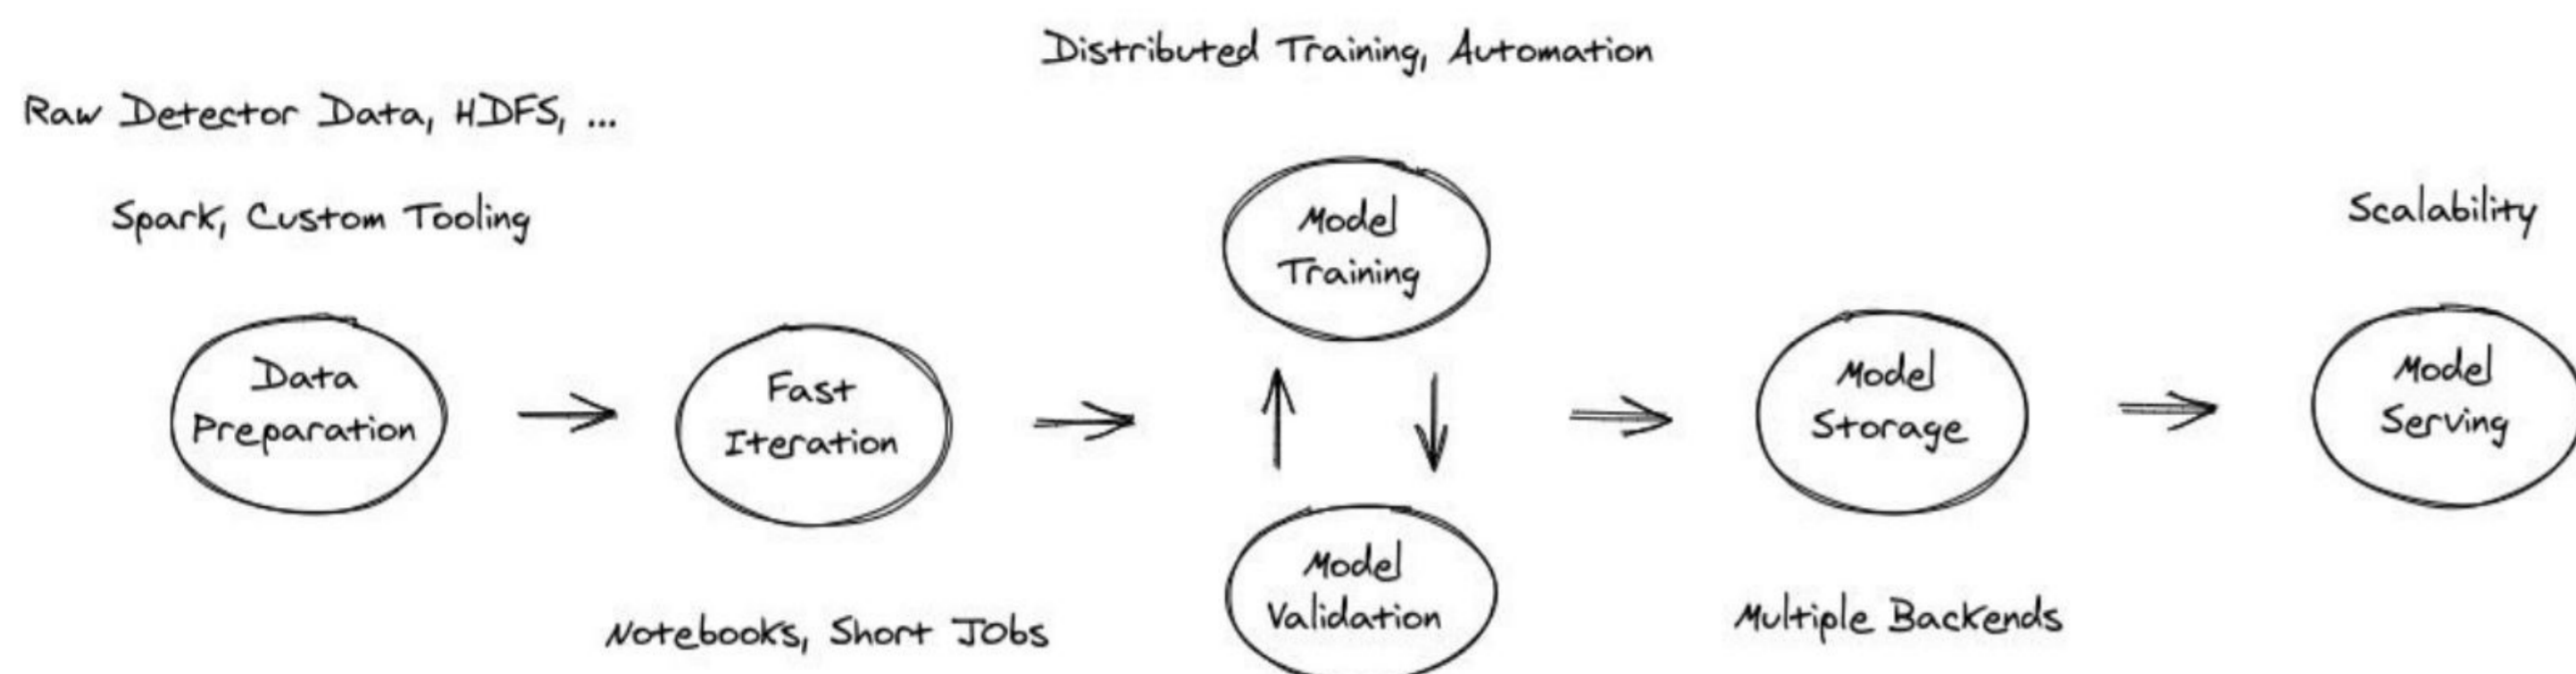 Distributed Training, Automation
Raw Detector Data, HDFS, ...
Spark, Custom Tooling
Data
Preparation
Fast
Iteration
Notebooks, Short JObs
Model
Training
Model
Validation
Model
Storage
Multiple Backends
Scalability
Model
Serving